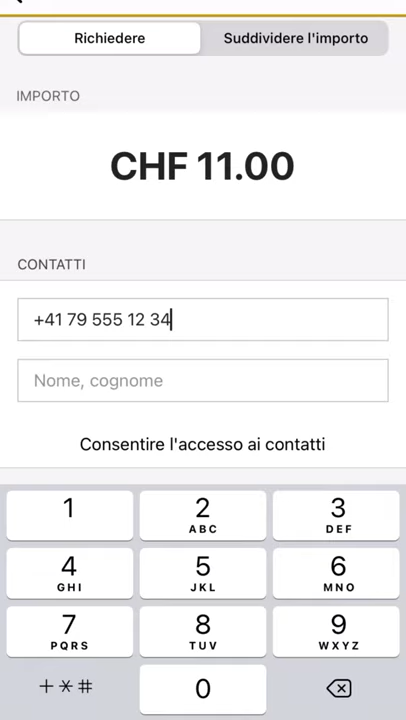 Richiedere Suddividere l'importo
IMPORTO
CHF 11.00
CONTATTI
+41 79 555 12 34
Nome, cognome
Consentire l'accesso ai contatti
1 2 3
ABC DEF
4 5 6
GHI JKL MNO
7 8 9
PQRS TUV WXYZ
+*# 0